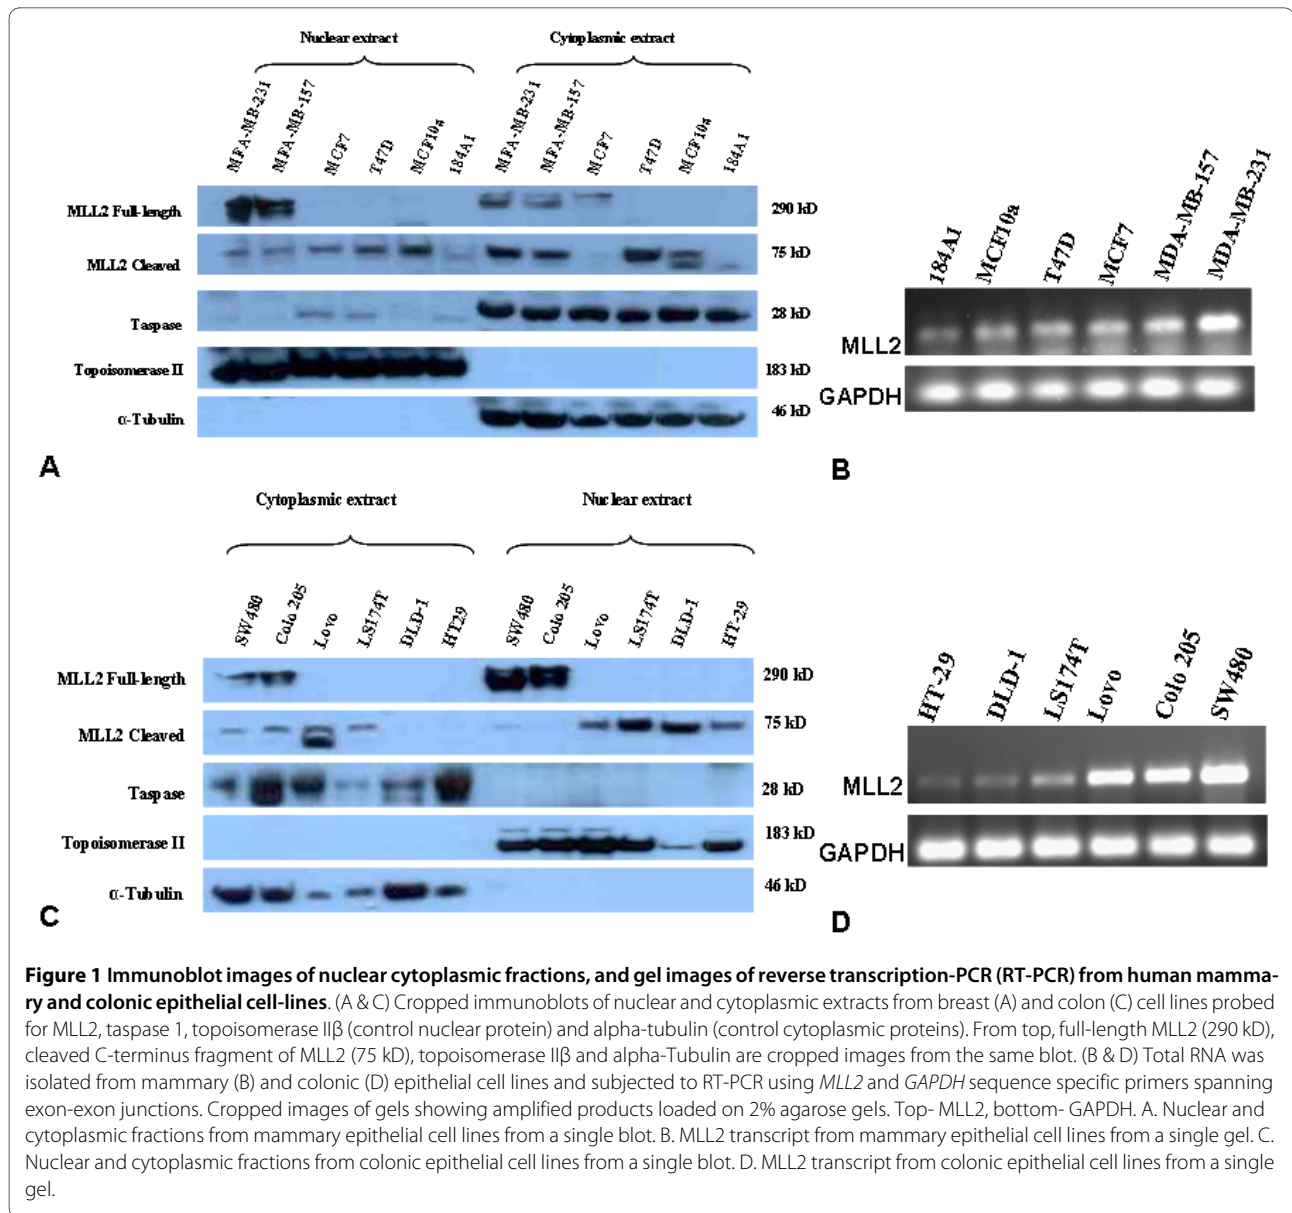 Nuclear extract
Cytoplasmic extract
MFA-MB-231
MFA-MB-157
MCF7
T47D
MCF10a
184A1
MFA-MB-231
MFA-MB-157
MCF7
T47D
MCF10a
184A1
MLL2 Full-length
290 kD
MLL2 Cleaved
75 kD
Taspase
28 kD
Topoisomerase II
183 kD
α-Tubulin
46 kD
A
184A1
MCF10a
T47D
MCF7
MDA-MB-157
MDA-MB-231
MLL2
GAPDH
B
Cytoplasmic extract
Nuclear extract
SW480
Colo 205
Lovo
LS174T
DLD-1
HT29
SW480
Colo 205
Lovo
LS174T
DLD-1
HT-29
MLL2 Full-length
290 kD
MLL2 Cleaved
75 kD
Taspase
28 kD
Topoisomerase II
183 kD
α-Tubulin
46 kD
C
HT-29
DLD-1
LS174T
Lovo
Colo 205
SW480
MLL2
GAPDH
D
Figure 1 Immunoblot images of nuclear cytoplasmic fractions, and gel images of reverse transcription-PCR (RT-PCR) from human mamma-
ry and colonic epithelial cell-lines. (A & C) Cropped immunoblots of nuclear and cytoplasmic extracts from breast (A) and colon (C) cell lines probed
for MLL2, taspase 1, topoisomerase IIβ (control nuclear protein) and alpha-tubulin (control cytoplasmic proteins). From top, full-length MLL2 (290 kD),
cleaved C-terminus fragment of MLL2 (75 kD), topoisomerase IIβ and alpha-Tubulin are cropped images from the same blot. (B & D) Total RNA was
isolated from mammary (B) and colonic (D) epithelial cell lines and subjected to RT-PCR using MLL2 and GAPDH sequence specific primers spanning
exon-exon junctions. Cropped images of gels showing amplified products loaded on 2% agarose gels. Top- MLL2, bottom- GAPDH. A. Nuclear and
cytoplasmic fractions from mammary epithelial cell lines from a single blot. B. MLL2 transcript from mammary epithelial cell lines from a single gel. C.
Nuclear and cytoplasmic fractions from colonic epithelial cell lines from a single blot. D. MLL2 transcript from colonic epithelial cell lines from a single
gel.